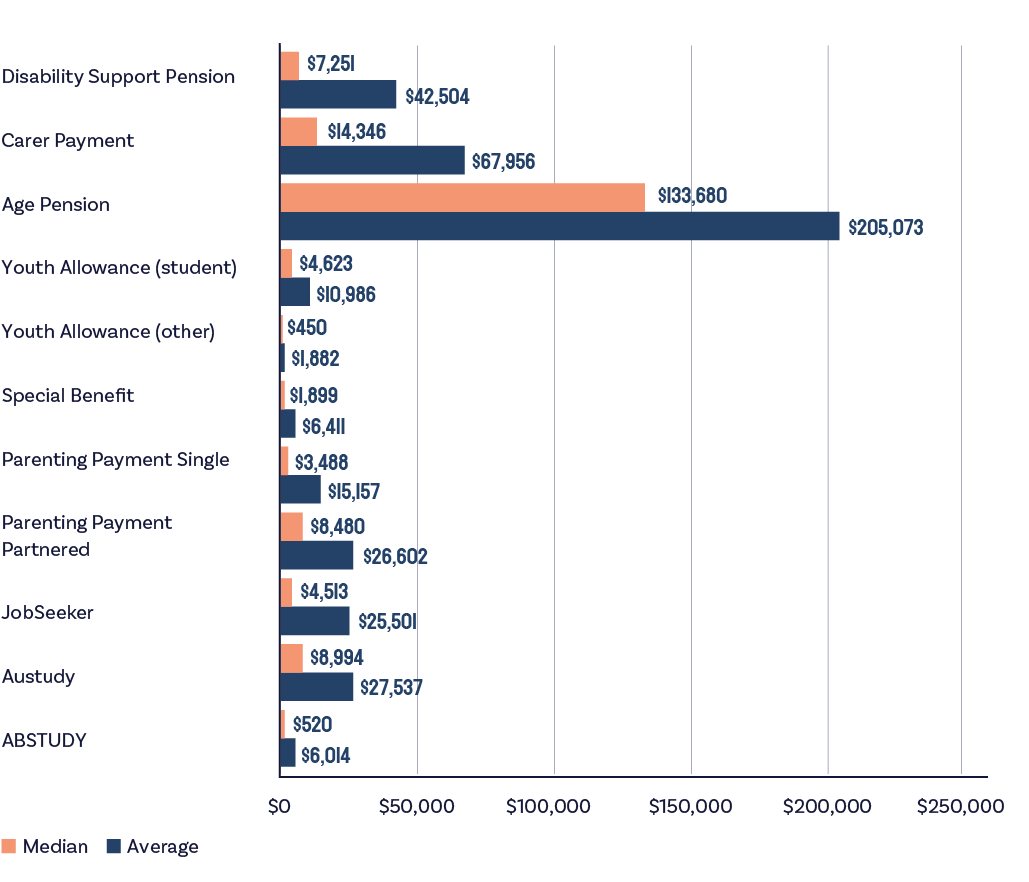 Disability Support Pension
$7,251
$42,504
Carer Payment
$14,346
$67,956
Age Pension
$133,680
$205,073
Youth Allowance (student)
$4,623
$10,986
Youth Allowance (other)
$450
$1,882
Special Benefit
$1,899
$6,411
Parenting Payment Single
$3,488
$15,157
Parenting Payment
Partnered
$8,480
$26,602
JobSeeker
$4,513
$25,501
Austudy
$8,994
$27,537
ABSTUDY
$520
$6,014
$0 $50,000 $100,000 $150,000 $200,000 $250,000
Median Average